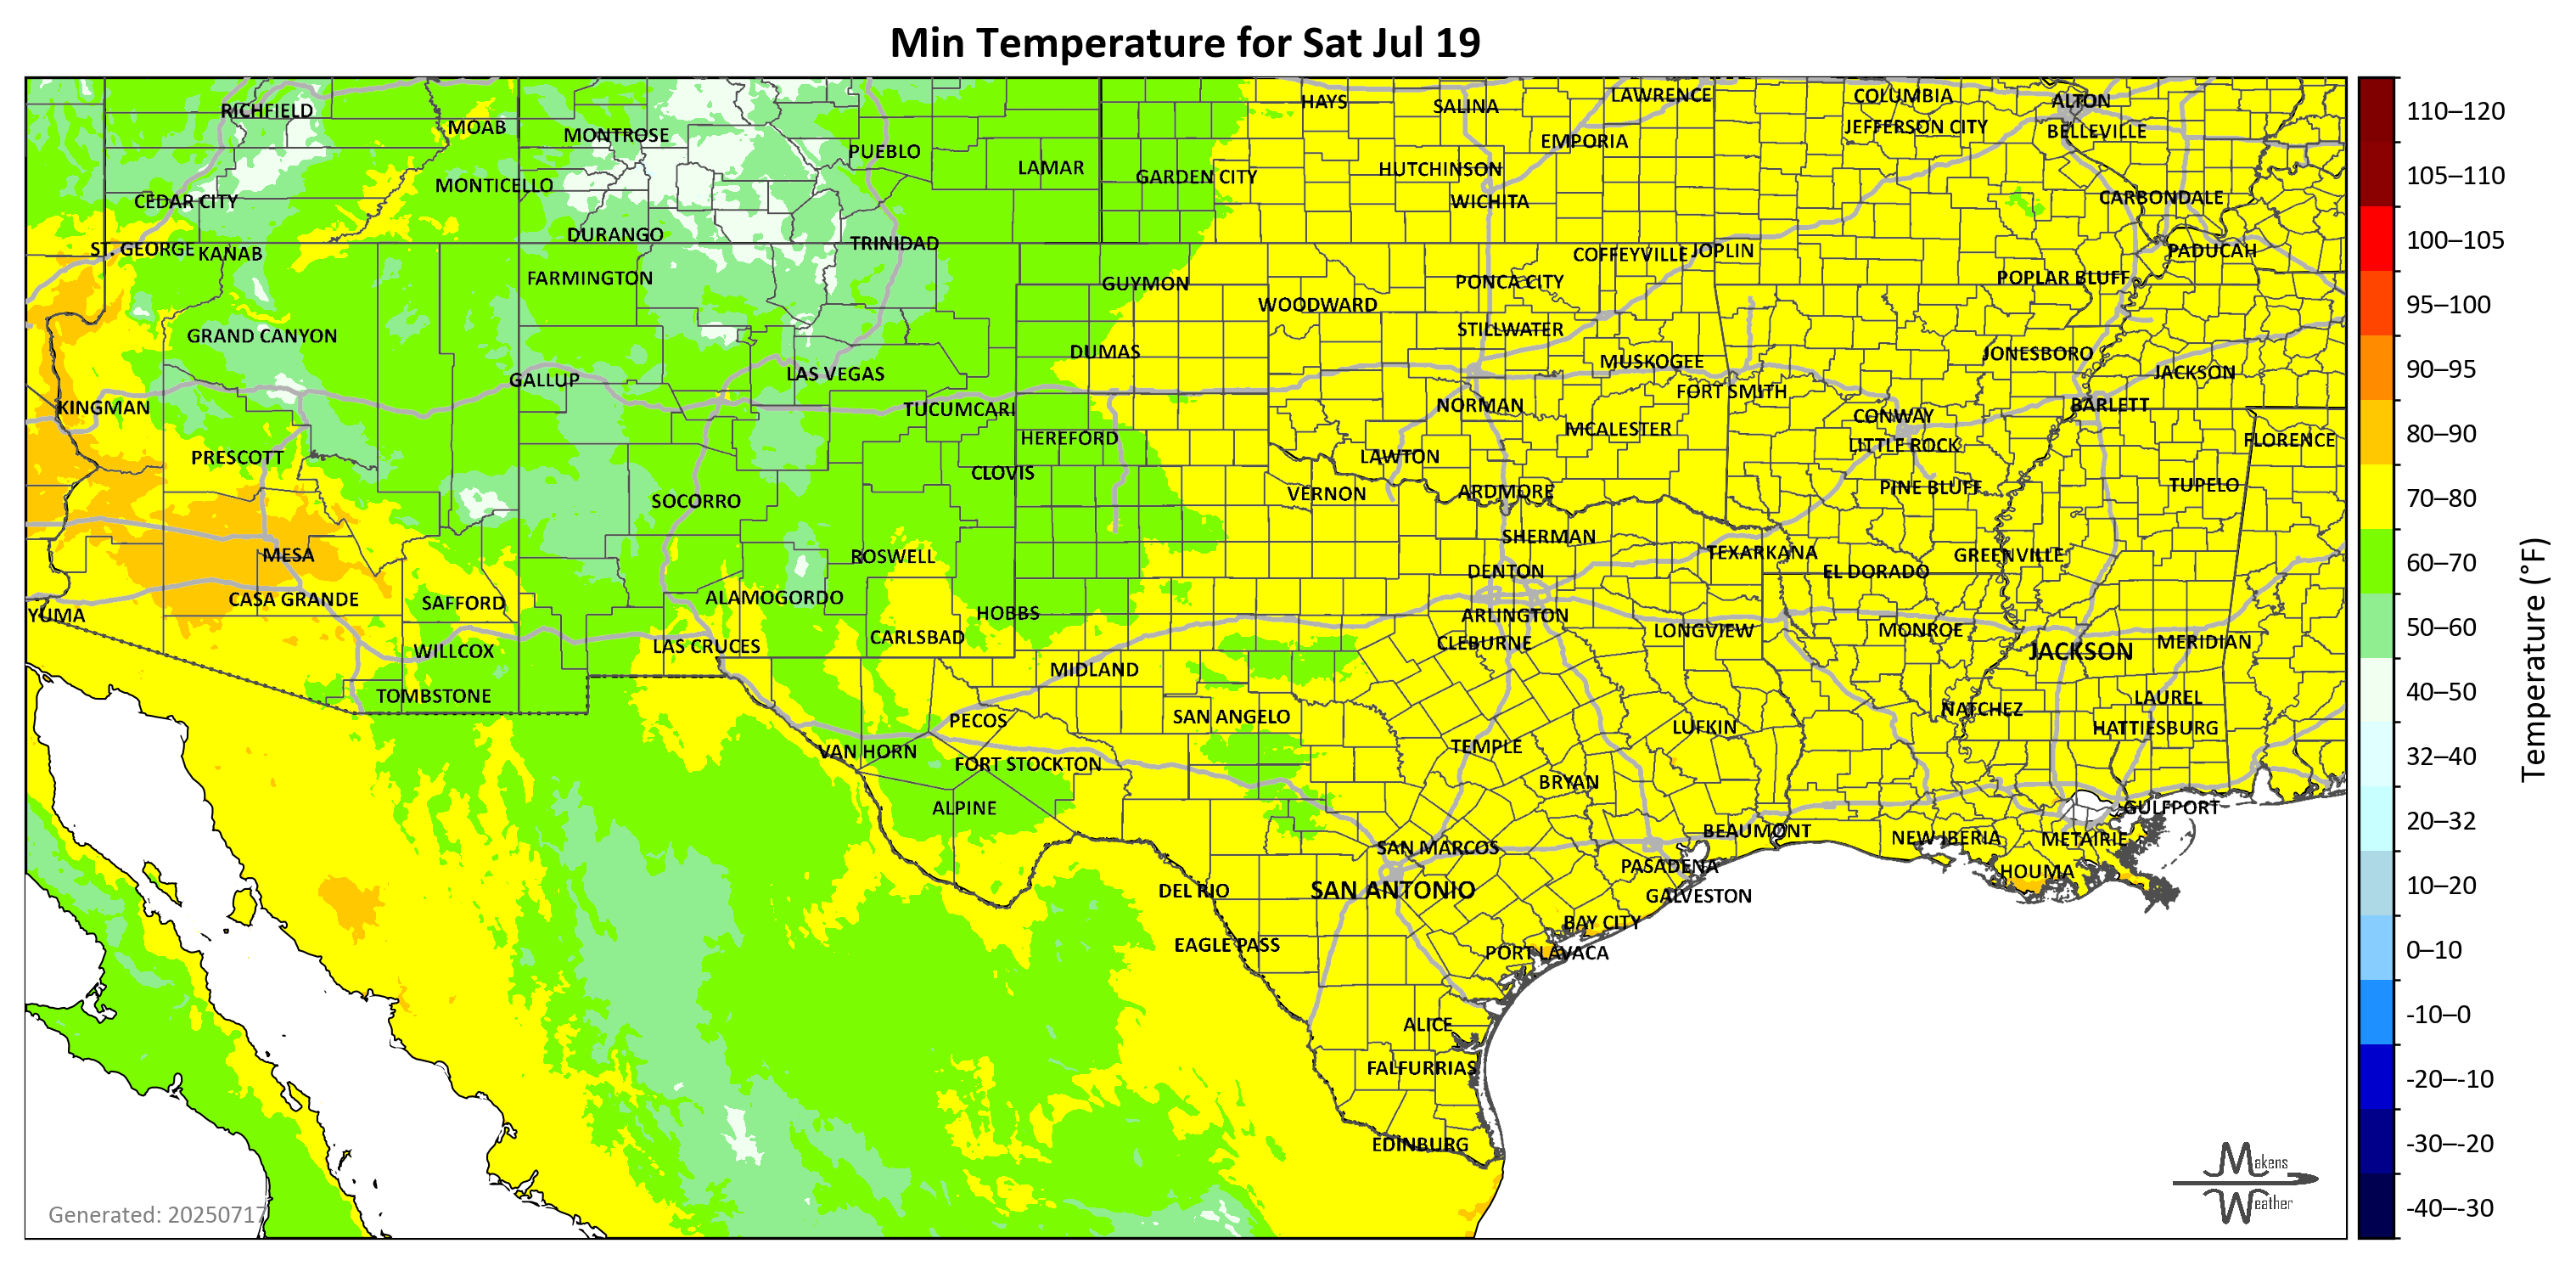 Min Temperature for Sat Jul 19
RICHFIELD
MOAB
MONTROSE
PUEBLO
LAMAR
GARDEN CITY
HAYS
SALINA
LAWRENCE
COLUMBIA
ALTON
JEFFERSON CITY
BELLEVILLE
EMPORIA
HUTCHINSON
WICHITA
CARBONDALE
MONTICELLO
CEDAR CITY
DURANGO
TRINIDAD
ST. GEORGE
KANAB
FARMINGTON
GUYMON
COFFEYVILLE
JOPLIN
PADUCAH
POPLAR BLUFF
PONCA CITY
WOODWARD
STILLWATER
GRAND CANYON
DUMAS
MUSKOGEE
JONESBORO
JACKSON
GALLUP
LAS VEGAS
FORT SMITH
KINGMAN
TUCUMCARI
NORMAN
CONWAY
BARLETT
HEREFORD
MCALESTER
LITTLE ROCK
FLORENCE
PRESCOTT
CLOVIS
LAWTON
PINE BLUFF
TUPELO
SOCORRO
VERNON
ARDMORE
SHERMAN
TEXARKANA
GREENVILLE
MESA
ROSWELL
DENTON
EL DORADO
CASA GRANDE
SAFFORD
ALAMOGORDO
HOBBS
ARLINGTON
YUMA
LAS CRUCES
CARLSBAD
CLEBURNE
LONGVIEW
MONROE
JACKSON
MERIDIAN
WILLCOX
MIDLAND
TOMBSTONE
PECOS
SAN ANGELO
LAUREL
NATCHEZ
HATTIESBURG
LUFKIN
VAN HORN
FORT STOCKTON
TEMPLE
BRYAN
ALPINE
GULFPORT
BEAUMONT
NEW IBERIA
METAIRIE
SAN MARCOS
PASADENA
HOUMA
DEL RIO
SAN ANTONIO
GALVESTON
BAY CITY
EAGLE PASS
PORT LAVACA
ALICE
FALFURRIAS
EDINBURG
Generated: 20250717
Makens
Weather
110–120
105–110
100–105
95–100
90–95
80–90
70–80
60–70
50–60
40–50
32–40
20–32
10–20
0–10
-10–0
-20–-10
-30–-20
-40–-30
Temperature (°F)